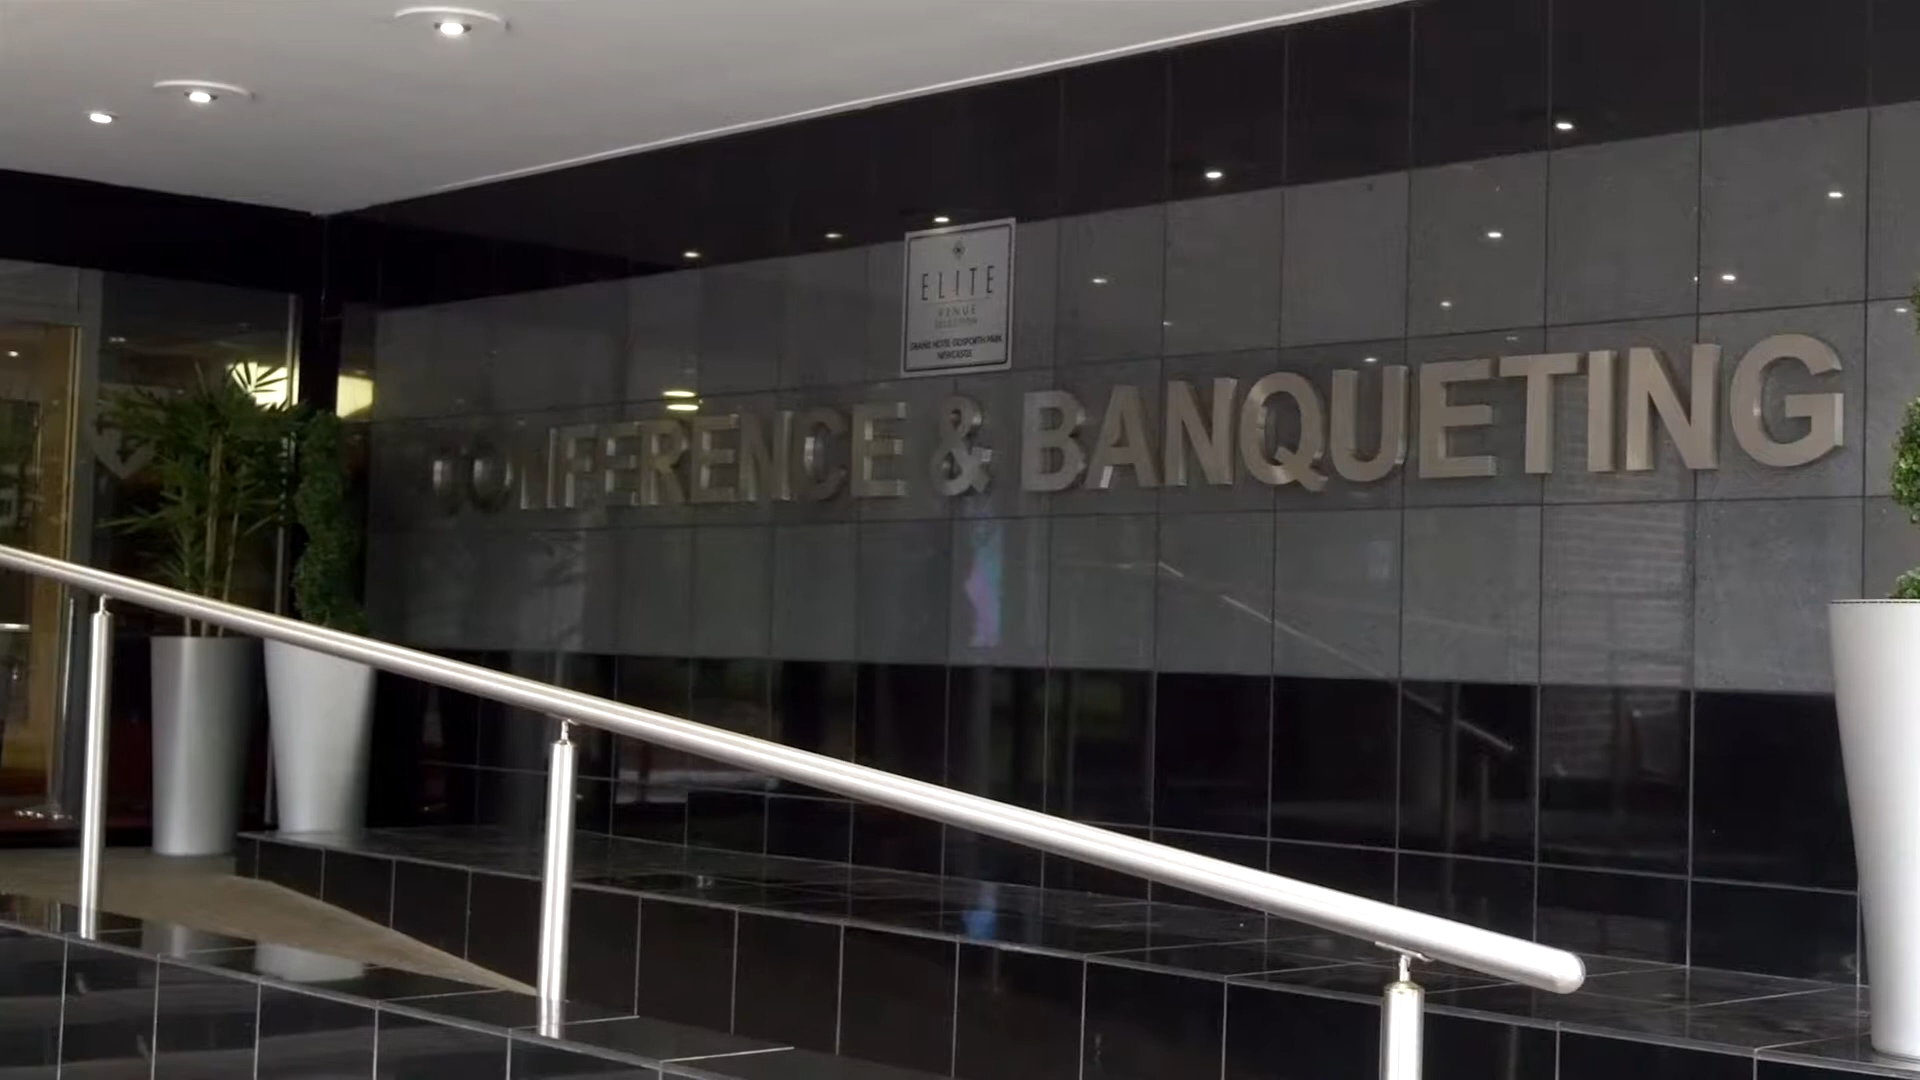 ELITE
VENUE
SELECTION
GRAND HOTEL GOSFORTH PARK
NEWCASTLE
CONFERENCE & BANQUETING